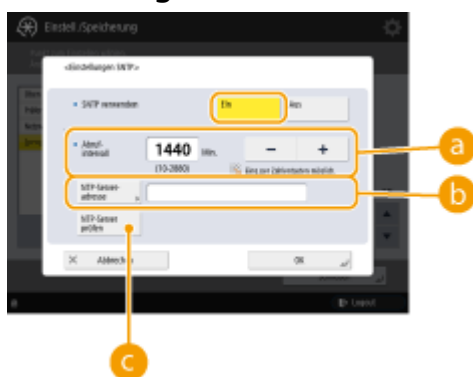 Einstell./Speicherung
<Einstellungen SNTP>
SNTP verwenden
Ein
Aus
Abruf-
intervall
1440
Min.
−
+
(10-2880)
Eing.per Zahlentasten möglich
NTP-Server-
adresse
NTP-Server
prüfen
Abbrechen
OK
Logout
a
b
c